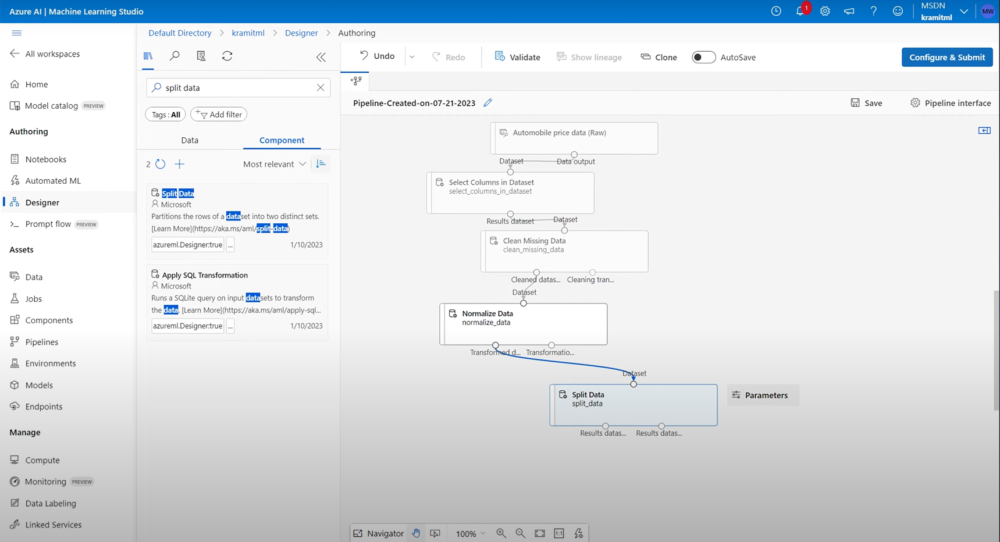 Azure AI | Machine Learning Studio
1
MSDN
kramitml
MW
Default Directory > kramitml > Designer > Authoring
All workspaces
Home
Model catalog PREVIEW
Authoring
Notebooks
Automated ML
Designer
Prompt flow PREVIEW
Assets
Data
Jobs
Components
Pipelines
Environments
Models
Endpoints
Manage
Compute
Monitoring PREVIEW
Data Labeling
Linked Services
split data
Tags : All
Add filter
Data
Component
2
Most relevant
Split Data
Microsoft
Partitions the rows of a dataset into two distinct sets.
[Learn More](https://aka.ms/aml/split-data)
azureml.Designer:true ... 1/10/2023
Apply SQL Transformation
Microsoft
Runs a SQLite query on input datasets to transform
the data. [Learn More](https://aka.ms/aml/apply-sql...
azureml.Designer:true ... 1/10/2023
Undo
Redo
Validate
Show lineage
Clone
AutoSave
Configure & Submit
Pipeline-Created-on-07-21-2023
Save
Pipeline interface
Automobile price data (Raw)
Dataset
Data output
Select Columns in Dataset
select_columns_in_dataset
Results dataset
Dataset
Clean Missing Data
clean_missing_data
Cleaned datas...
Cleaning tran...
Dataset
Normalize Data
normalize_data
Transformed d...
Transformatio...
Dataset
Split Data
split_data
Parameters
Results datas...
Results datas...
Navigator
100%
1:1